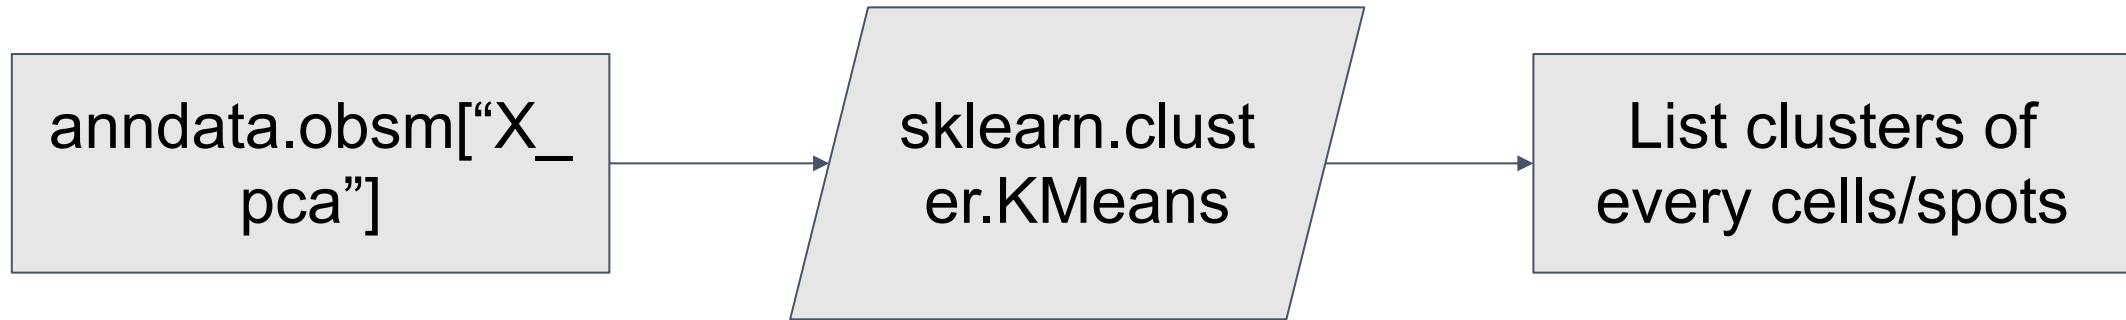 anndata.obsm[“X_
pca”]
sklearn.clust
er.KMeans
List clusters of
every cells/spots